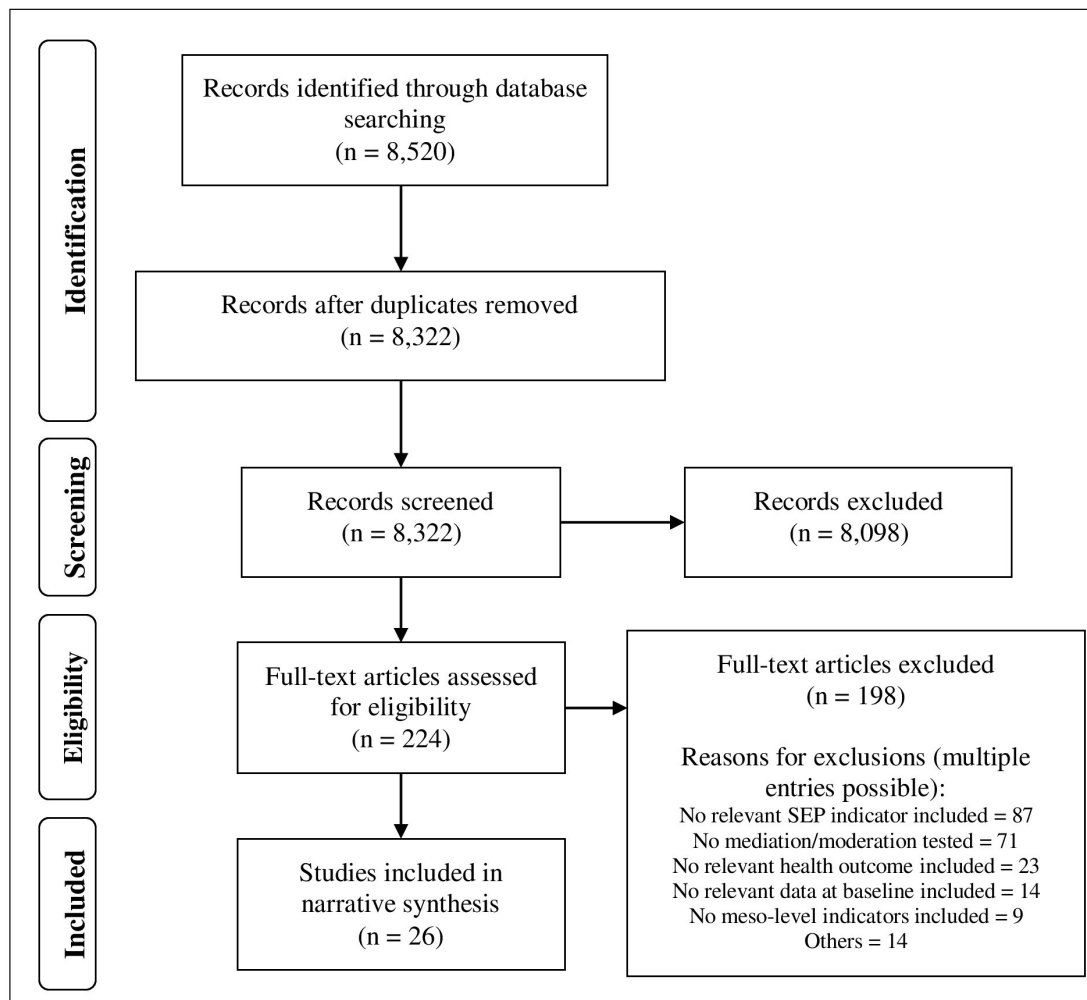 Identification
Records identified through database
searching
(n = 8,520)
Records after duplicates removed
(n = 8,322)
Screening
Records screened
(n = 8,322)
Records excluded
(n = 8,098)
Eligibility
Full-text articles assessed
for eligibility
(n = 224)
Full-text articles excluded
(n = 198)
Reasons for exclusions (multiple
entries possible):
No relevant SEP indicator included = 87
No mediation/moderation tested = 71
No relevant health outcome included = 23
No relevant data at baseline included = 14
No meso-level indicators included = 9
Others = 14
Included
Studies included in
narrative synthesis
(n = 26)